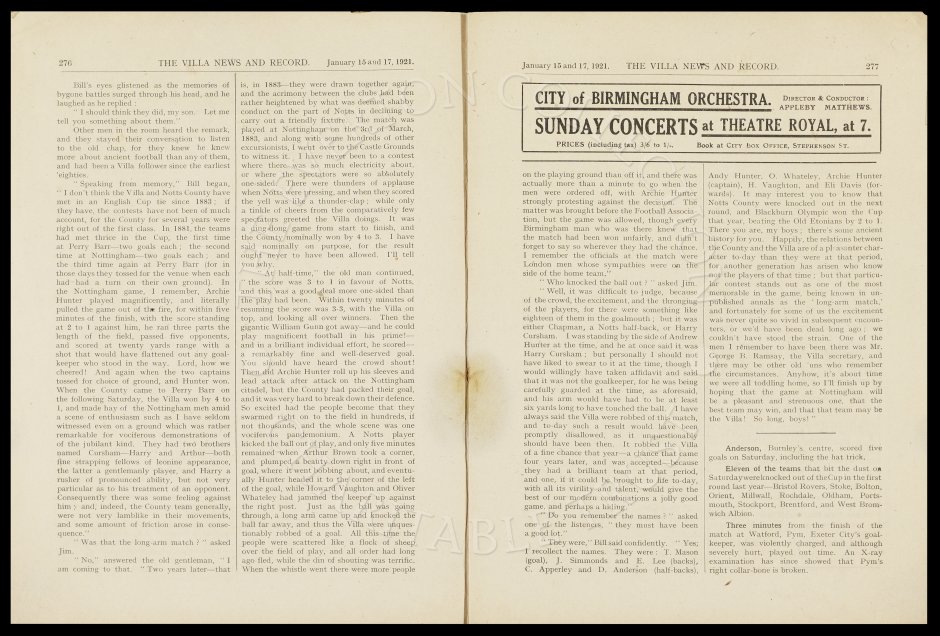 276
THE VILLA NEWS AND RECORD.
January 15 and 17, 1921.
Bill's eyes glistened as the memories of
bygone battles surged through his head, and he
laughed as he replied :
" I should think they did, my son. Let me
tell you something about them."
Other men in the room heard the remark,
and they stayed their conversation to listen
to the old chap, for they knew he knew
more about ancient football than any of them,
and had been a Villa follower since the earliest
'eighties.
" Speaking from memory," Bill began,
" I don't think the Villa and Notts County have
met in an English Cup tie since 1883 ; if
they have, the contests have not been of much
account, for the County for several years were
right out of the first class. In 1881, the teams
had met thrice in the Cup, the first time
at Perry Barr—two goals each ; the second
time at Nottingham—two goals each ; and
the third time again at Perry Barr (for in
those days they tossed for the venue when each
had had a turn on their own ground). In
the Nottingham game, I remember, Archie
Hunter played magnificently, and literally
pulled the game out of the fire, for within five
minutes of the finish, with the score standing
at 2 to 1 against him, he ran three parts the
length of the field, passed five opponents,
and scored at twenty yards range with a
shot that would have flattened out any goal-
keeper who stood in the way. Lord, how we
cheered! And again when the two captains
tossed for choice of ground, and Hunter won.
When the County came to Perry Barr on
the following Saturday, the Villa won by 4 to
1, and made hay of the Nottingham men amid
a scene of enthusiasm such as I have seldom
witnessed even on a ground which was rather
remarkable for vociferous demonstrations of
of the jubilant kind. They had two brothers
named Cursham—Harry and Arthur—both
fine strapping fellows of leonine appearance,
the latter a gentlemanly player, and Harry a
rusher of pronounced ability, but not very
particular as to his treatment of an opponent.
Consequently there was some feeling against
him ; and, indeed, the County team generally,
were not very lamblike in their movements,
and some amount of friction arose in conse-
quence."
" Was that the long-arm match ? " asked
Jim.
" No," answered the old gentleman, " I
am coming to that. " Two years later—that
is, in 1883—they were drawn together again,
and the acrimony between the clubs had been
rather heightened by what was deemed shabby
conduct on the part of Notts in declining to
carry out a friendly fixture. The match was
played at Nottingham on the 3rd of March,
1883, and along with some hundreds of other
excursionists, I went over to the Castle Grounds
to witness it. I have never been to a contest
where there was so much electricity about,
or where the spectators were so absolutely
one-sided. There were thunders of applause
when Notts were pressing, and when they scored
the yell was like a thunder-clap ; while only
a tinkle of cheers from the comparatively few
spectators greeted the Villa doings. It was
a ding-dong game from start to finish, and
the County nominally won by 4 to 3. I have
said nominally on purpose, for the result
ought never to have been allowed. I'll tell
you why.
" At half-time," the old man continued,
" the score was 3 to 1 in favour of Notts,
and this was a good deal more one-sided than
the play had been. Within twenty minutes of
resuming the score was 3-3, with the Villa on
top, and looking all over winners. Then the
gigantic William Gunn got away—and he could
play magnificent football in his prime!—
and in a brilliant individual effort, he scored—
a remarkably fine and well-deserved goal.
You should have heard the crowd shout!
Then did Archie Hunter roll up his sleeves and
lead attack after attack on the Nottingham
citadel, but the County had packed their goal,
and it was very hard to break down their defence.
So excited had the people become that they
swarmed right on to the field in hundreds, if
not thousands, and the whole scene was one
vociferous pandemonium. A Notts player
kicked the ball out of play, and only five minutes
remained when Arthur Brown took a corner,
and plumped a beauty down right in front of
goal, where it went bobbing about, and eventu-
ally Hunter headed it to the corner of the left
of the goal, while Howard Vaughton and Oliver
Whateley had jammed the keeper up against
the right post. Just as the ball was going
through, a long arm came up and knocked the
ball far away, and thus the Villa were unques-
tionably robbed of a goal. All this time the
people were scattered like a flock of sheep
over the field of play, and all order had long
ago fled, while the din of shouting was terrific.
When the whistle went there were more people
January 15 and 17, 1921.
THE VILLA NEWS AND RECORD.
277
CITY of BIRMINGHAM ORCHESTRA.
DIRECTOR & CONDUCTOR :
APPLEBY MATTHEWS.
SUNDAY CONCERTS at THEATRE ROYAL, at 7.
PRICES (including tax) 3/6 to 1/-.
Book at CITY BOX OFFICE, STEPHENSON ST.
on the playing ground than off it, and there was
actually more than a minute to go when the
men were ordered off, with Archie Hunter
strongly protesting against the decision. The
matter was brought before the Football Associa-
tion, but the game was allowed, though every
Birmingham man who was there knew that
the match had been won unfairly, and didn't
forget to say so wherever they had the chance.
I remember the officials at the match were
London men whose sympathies were on the
side of the home team."
" Who knocked the ball out ? " asked Jim.
" Well, it was difficult to judge, because
of the crowd, the excitement, and the thronging
of the players, for there were something like
eighteen of them in the goalmouth ; but it was
either Chapman, a Notts half-back, or Harry
Cursham. I was standing by the side of Andrew
Hunter at the time, and he at once said it was
Harry Cursham; but personally I should not
have liked to swear to it at the time, though I
would willingly have taken affidavit and said
that it was not the goalkeeper, for he was being
carefully guarded at the time, as aforesaid,
and his arm would have had to be at least
six yards long to have touched the ball. I have
always said the Villa were robbed of this match,
and to-day such a result would have been
promptly disallowed, as it unquestionably
should have been then. It robbed the Villa
of a fine chance that year—a chance that came
four years later, and was accepted—because
they had a brilliant team at that period,
and one, if it could be brought to life to-day,
with all its virility and talent, would give the
best of our modern combinations a jolly good
game, and perhaps a hiding."
" Do you remember the names ? " asked
one of the listeners, " they must have been
a good lot."
" They were," Bill said confidently. " Yes;
I recollect the names. They were : T. Mason
(goal), J. Simmonds and E. Lee (backs),
C. Apperley and D. Anderson (half-backs),
Andy Hunter, O. Whateley, Archie Hunter
(captain), H. Vaughton, and Eli Davis (for-
wards). It may interest you to know that
Notts County were knocked out in the next
round, and Blackburn Olympic won the Cup
that year, beating the Old Etonians by 2 to 1.
There you are, my boys ; there's some ancient
history for you. Happily, the relations between
the County and the Villa are of a pleasanter char-
acter to-day than they were at that period,
for another generation has arisen who know
not the players of that time ; but that particu-
lar contest stands out as one of the most
memorable in the game, being known in un-
published annals as the ' long-arm match,'
and fortunately for some of us the excitement
was never quite so vivid in subsequent encoun-
ters, or we'd have been dead long ago ; we
couldn't have stood the strain. One of the
men I remember to have been there was Mr.
George B. Ramsay, the Villa secretary, and
there may be other old 'uns who remember
the circumstances. Anyhow, it's about time
we were all toddling home, so I'll finish up by
hoping that the game at Nottingham will
be a pleasant and strenuous one, that the
best team may win, and that that team may be
the Villa! So long, boys! "
Anderson, Burnley's centre, scored five
goals on Saturday, including the hat trick.
Eleven of the teams that bit the dust on
Saturday were knocked out of the Cup in the first
round last year—Bristol Rovers, Stoke, Bolton,
Orient, Millwall, Rochdale, Oldham, Ports-
mouth, Stockport, Brentford, and West Brom-
wich Albion.
Three minutes from the finish of the
match at Watford, Pym, Exeter City's goal-
keeper, was violently charged, and although
severely hurt, played out time. An X-ray
examination has since showed that Pym's
right collar-bone is broken.